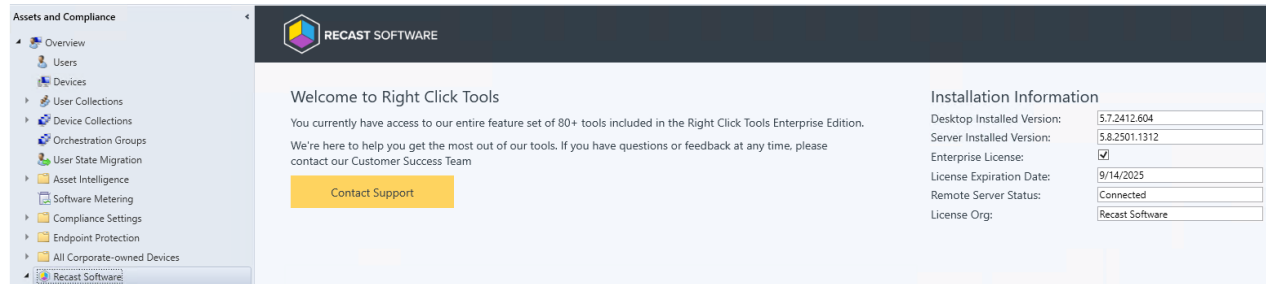 Assets and Compliance
Overview
Users
Devices
User Collections
Device Collections
Orchestration Groups
User State Migration
Asset Intelligence
Software Metering
Compliance Settings
Endpoint Protection
All Corporate-owned Devices
Recast Software
RECAST SOFTWARE
Welcome to Right Click Tools
You currently have access to our entire feature set of 80+ tools included in the Right Click Tools Enterprise Edition.
We're here to help you get the most out of our tools. If you have questions or feedback at any time, please
contact our Customer Success Team
Contact Support
Installation Information
Desktop Installed Version: 5.7.2412.604
Server Installed Version: 5.8.2501.1312
Enterprise License:
License Expiration Date: 9/14/2025
Remote Server Status: Connected
License Org: Recast Software